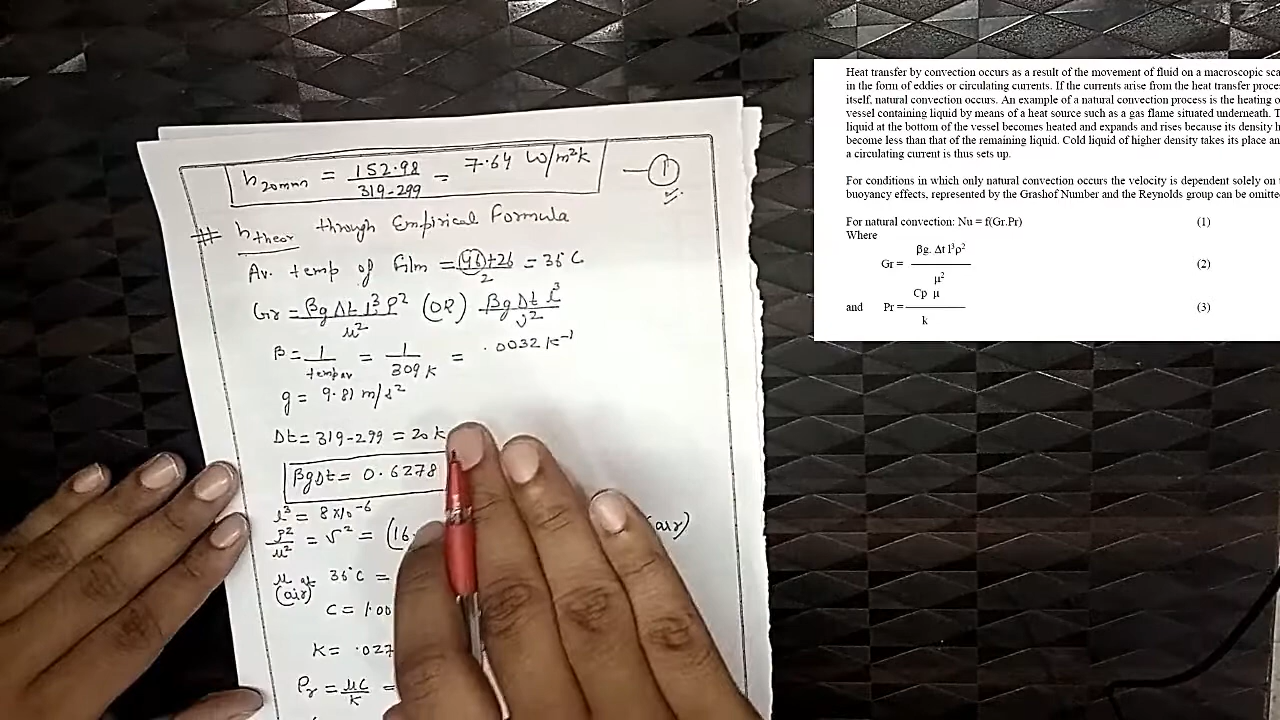 h20mm = 152.98 / 319-299 = 7.64 W/m²K — ①
# htheor through Empirical Formula
Av. temp of film = (46)+26 / 2 = 36°C
Gr = βgΔt l³ρ² / μ² (OR) βgΔt l³ / ν²
β = 1 / temp av = 1 / 309 K = .0032 K⁻¹
g = 9.81 m/s²
Δt = 319-299 = 20 K
βgΔt = 0.6278
l³ = 8×10⁻⁶
ρ² / μ² = ν² = (16. air)
μ at 36°C =
(air)
C = 1.00
K = .027
Pr = μC / K =
Heat transfer by convection occurs as a result of the movement of fluid on a macroscopic
in the form of eddies or circulating currents. If the currents arise from the heat transfer
itself, natural convection occurs. An example of a natural convection process is the heating
vessel containing liquid by means of a heat source such as a gas flame situated underneath.
liquid at the bottom of the vessel becomes heated and expands and rises because its density
become less than that of the remaining liquid. Cold liquid of higher density takes its place
a circulating current is thus sets up.
For conditions in which only natural convection occurs the velocity is dependent solely on
buoyancy effects, represented by the Grashof Number and the Reynolds group can be
For natural convection: Nu = f(Gr.Pr) (1)
Where
βg. Δt l³ρ²
Gr = (2)
μ²
Cp μ
and Pr = (3)
k